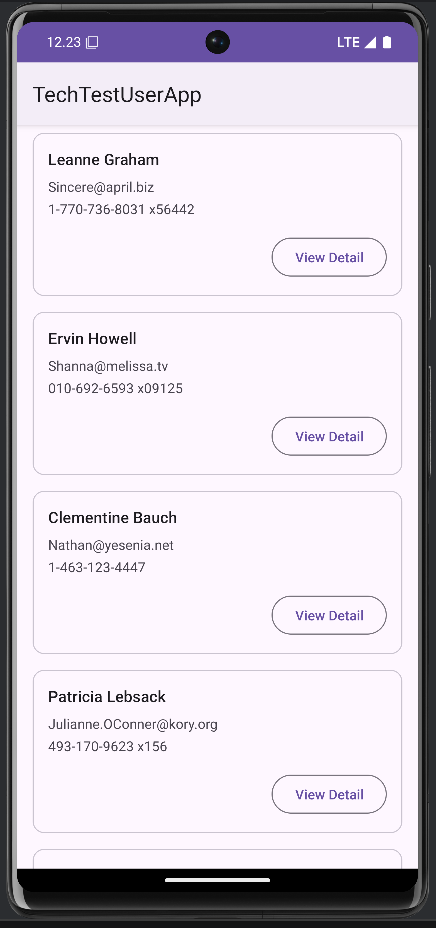 12.23
LTE
TechTestUserApp
Leanne Graham
Sincere@april.biz
1-770-736-8031 x56442
View Detail
Ervin Howell
Shanna@melissa.tv
010-692-6593 x09125
View Detail
Clementine Bauch
Nathan@yesenia.net
1-463-123-4447
View Detail
Patricia Lebsack
Julianne.OConner@kory.org
493-170-9623 x156
View Detail